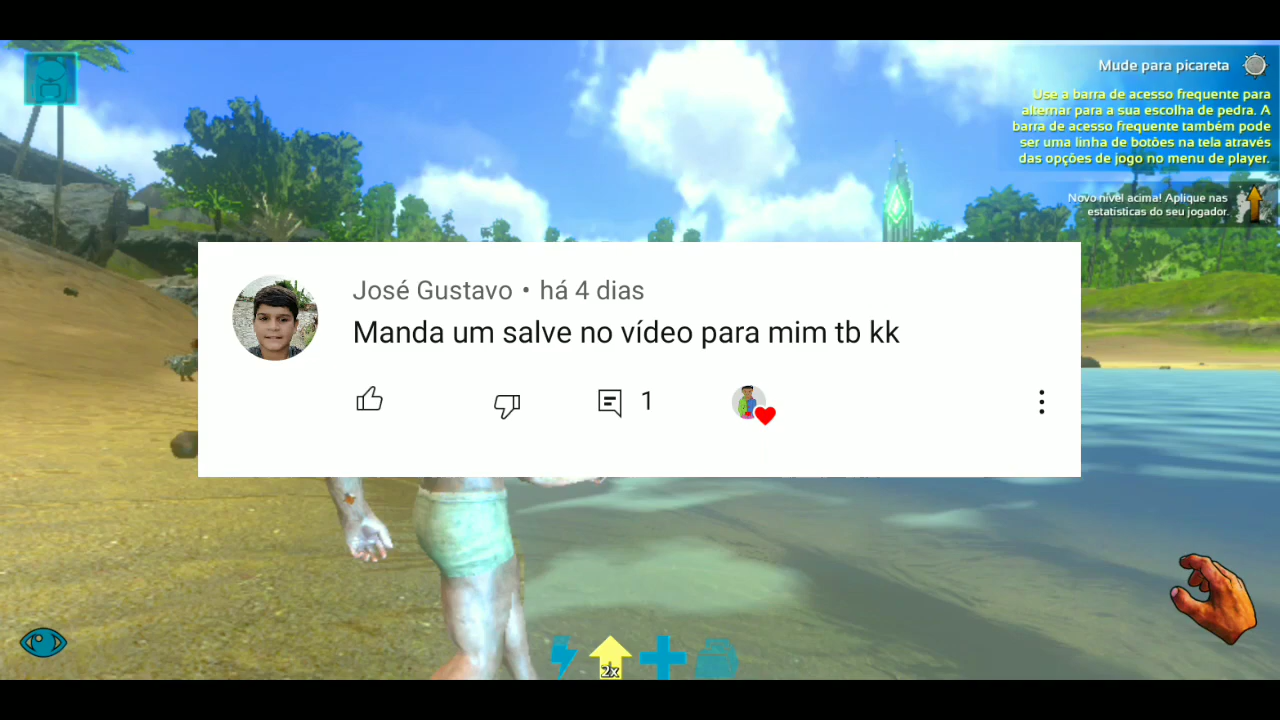 Mude para picareta
Use a barra de acesso frequente para
alternar para a sua escolha de pedra. A
barra de acesso frequente também pode
ser uma linha de botões na tela através
das opções de jogo no menu de player.
Novo nível acima! Aplique nas
estatísticas do seu jogador.
José Gustavo • há 4 dias
Manda um salve no vídeo para mim tb kk
1
2x